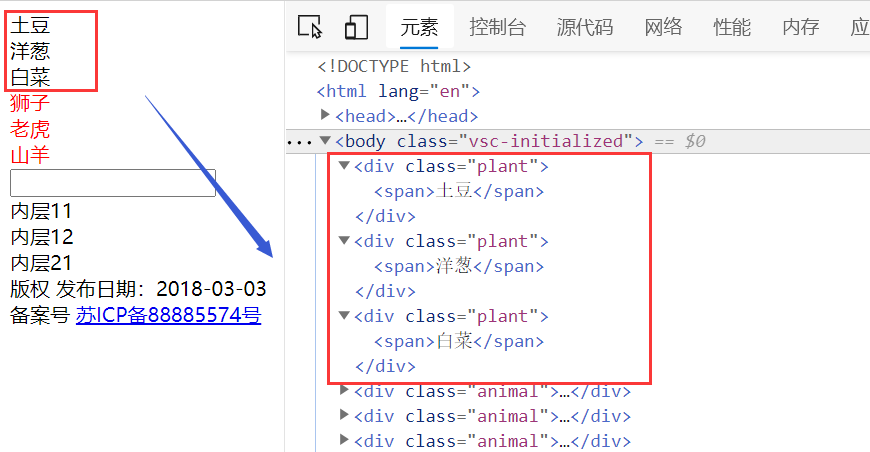 土豆
洋葱
白菜
狮子
老虎
山羊
内层11
内层12
内层21
版权 发布日期：2018-03-03
备案号 苏ICP备88885574号
元素 控制台 源代码 网络 性能 内存 应
<!DOCTYPE html>
<html lang="en">
<head>…</head>
… <body class="vsc-initialized"> == $0
<div class="plant">
<span>土豆</span>
</div>
<div class="plant">
<span>洋葱</span>
</div>
<div class="plant">
<span>白菜</span>
</div>
<div class="animal">…</div>
<div class="animal">…</div>
<div class="animal">…</div>